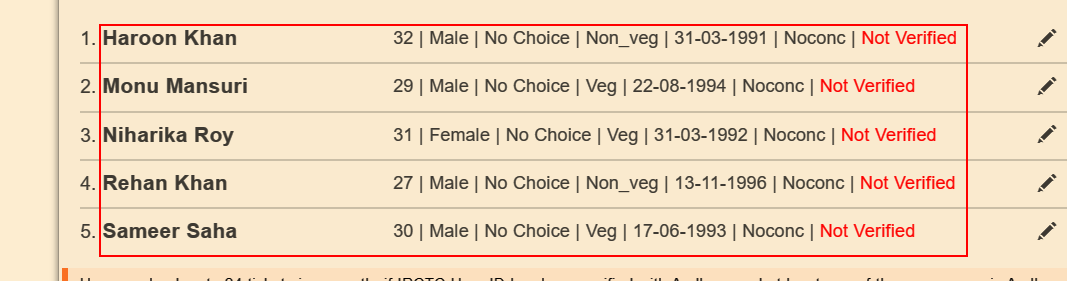 1. Haroon Khan 32 | Male | No Choice | Non_veg | 31-03-1991 | Noconc | Not Verified
2. Monu Mansuri 29 | Male | No Choice | Veg | 22-08-1994 | Noconc | Not Verified
3. Niharika Roy 31 | Female | No Choice | Veg | 31-03-1992 | Noconc | Not Verified
4. Rehan Khan 27 | Male | No Choice | Non_veg | 13-11-1996 | Noconc | Not Verified
5. Sameer Saha 30 | Male | No Choice | Veg | 17-06-1993 | Noconc | Not Verified